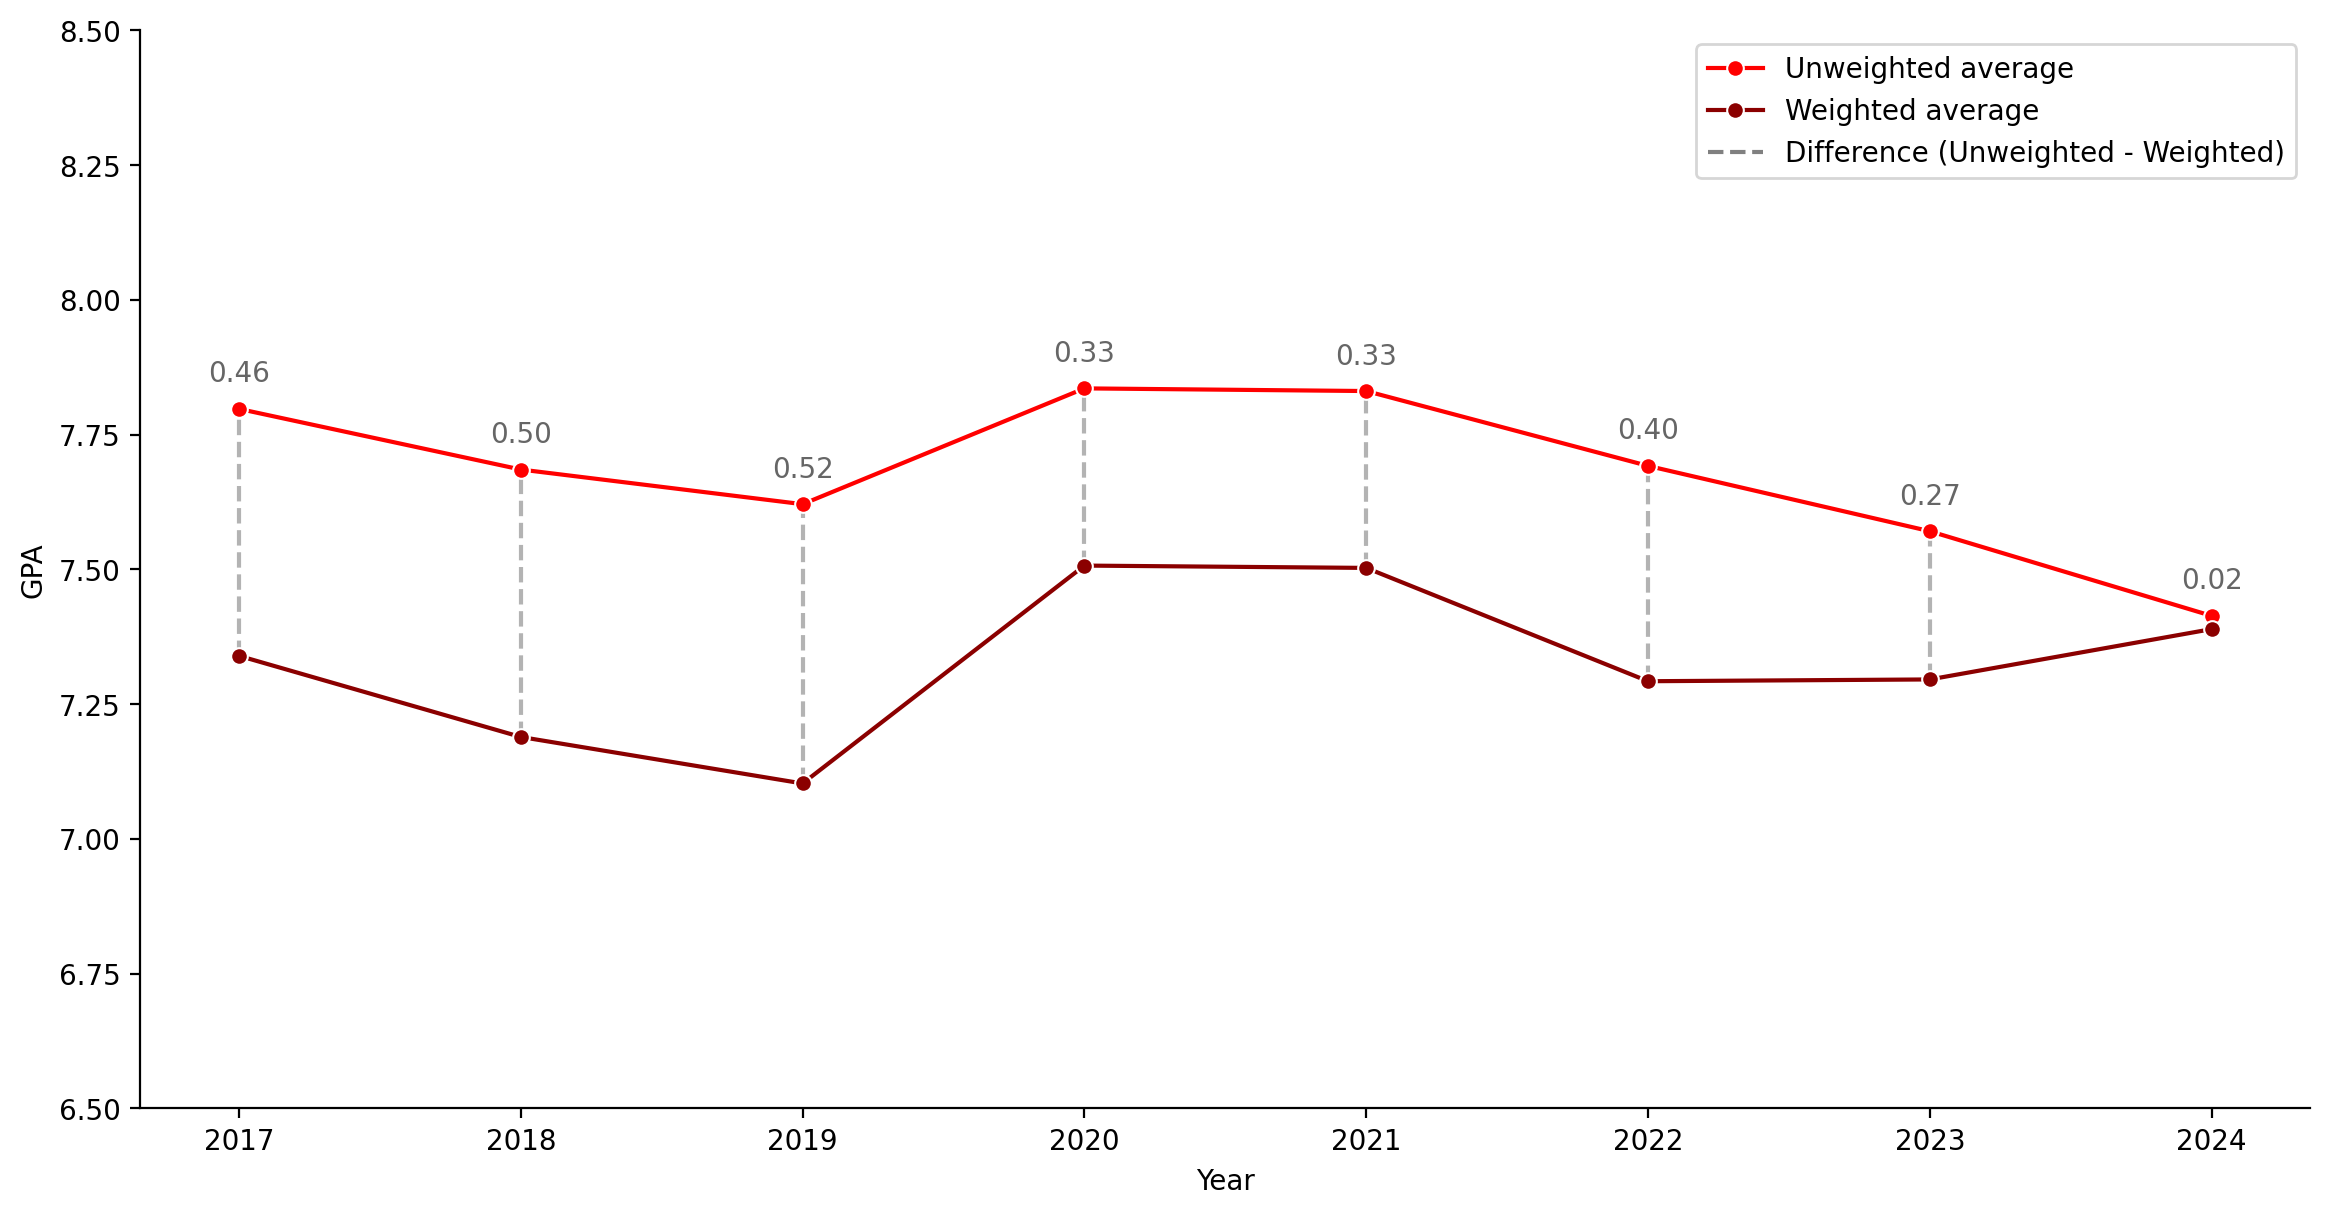 8.50
8.25
8.00
7.75
7.50
7.25
7.00
6.75
6.50
GPA
Unweighted average
Weighted average
Difference (Unweighted - Weighted)
0.46
0.50
0.52
0.33
0.33
0.40
0.27
0.02
2017 2018 2019 2020 2021 2022 2023 2024
Year